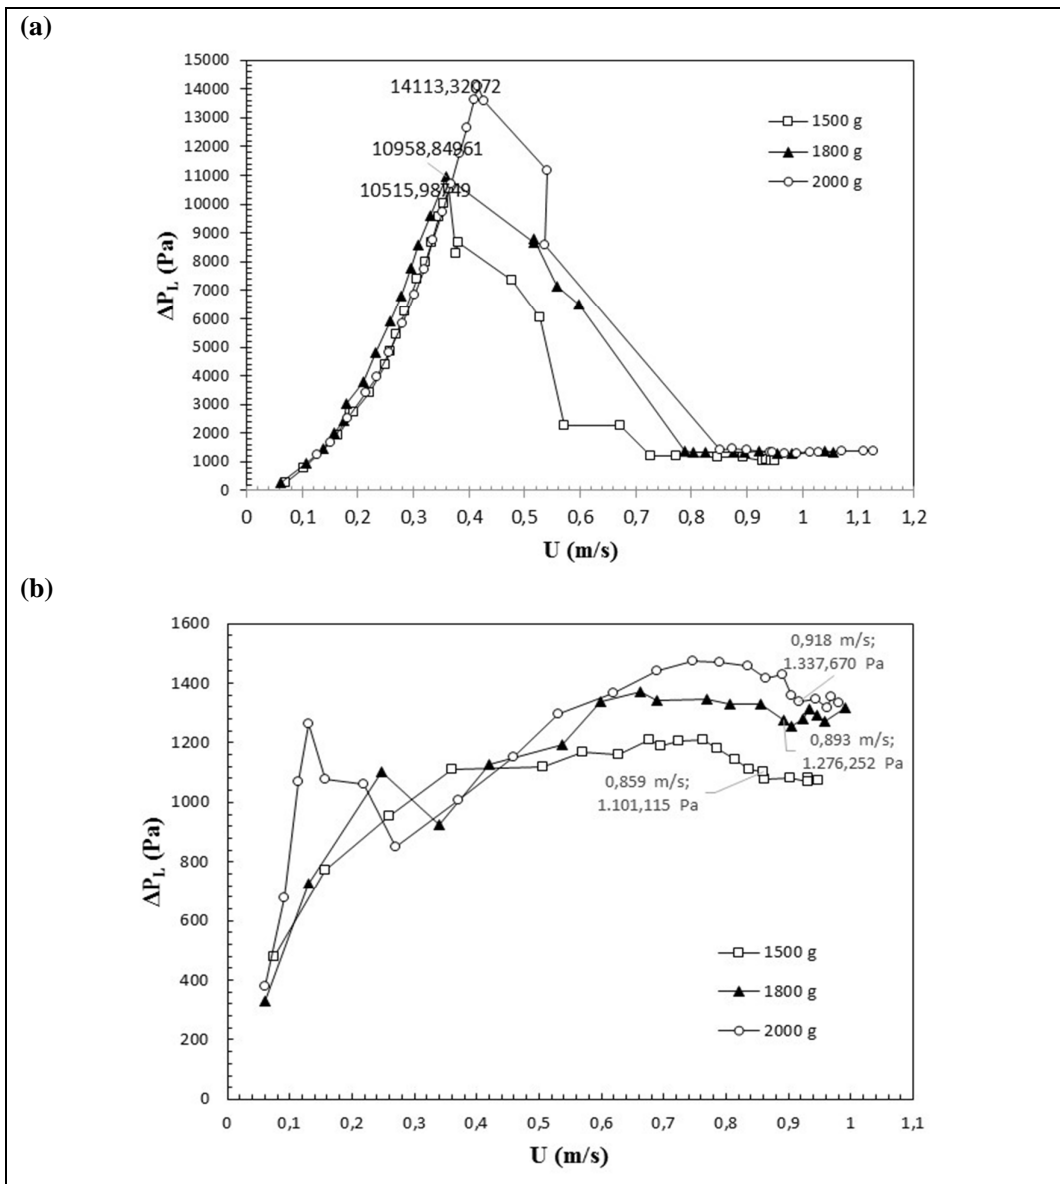 (a)
15000
14000
13000
12000
11000
10000
9000
8000
7000
6000
5000
4000
3000
2000
1000
0
ΔPL (Pa)
14113,32072
10958,84961
10515,98749
1500 g
1800 g
2000 g
0 0,1 0,2 0,3 0,4 0,5 0,6 0,7 0,8 0,9 1 1,1 1,2
U (m/s)
(b)
1600
1400
1200
1000
800
600
400
200
0
ΔPL (Pa)
0,918 m/s;
1.337,670 Pa
0,893 m/s;
1.276,252 Pa
0,859 m/s;
1.101,115 Pa
1500 g
1800 g
2000 g
0 0,1 0,2 0,3 0,4 0,5 0,6 0,7 0,8 0,9 1 1,1
U (m/s)